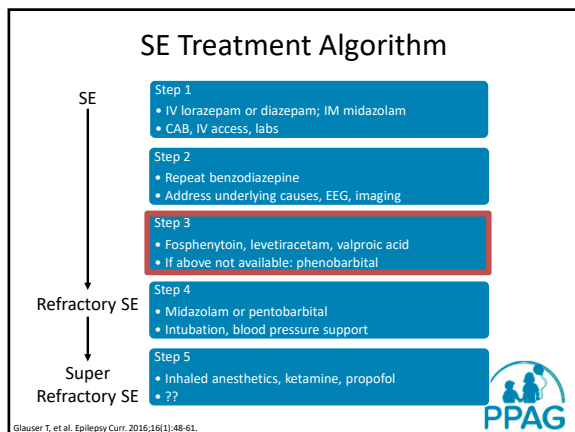 SE Treatment Algorithm
SE
Step 1
• IV lorazepam or diazepam; IM midazolam
• CAB, IV access, labs
Step 2
• Repeat benzodiazepine
• Address underlying causes, EEG, imaging
Step 3
• Fosphenytoin, levetiracetam, valproic acid
• If above not available: phenobarbital
Refractory SE
Step 4
• Midazolam or pentobarbital
• Intubation, blood pressure support
Super
Refractory SE
Step 5
• Inhaled anesthetics, ketamine, propofol
• ??
PPAG
Glauser T, et al. Epilepsy Curr. 2016;16(1):48-61.